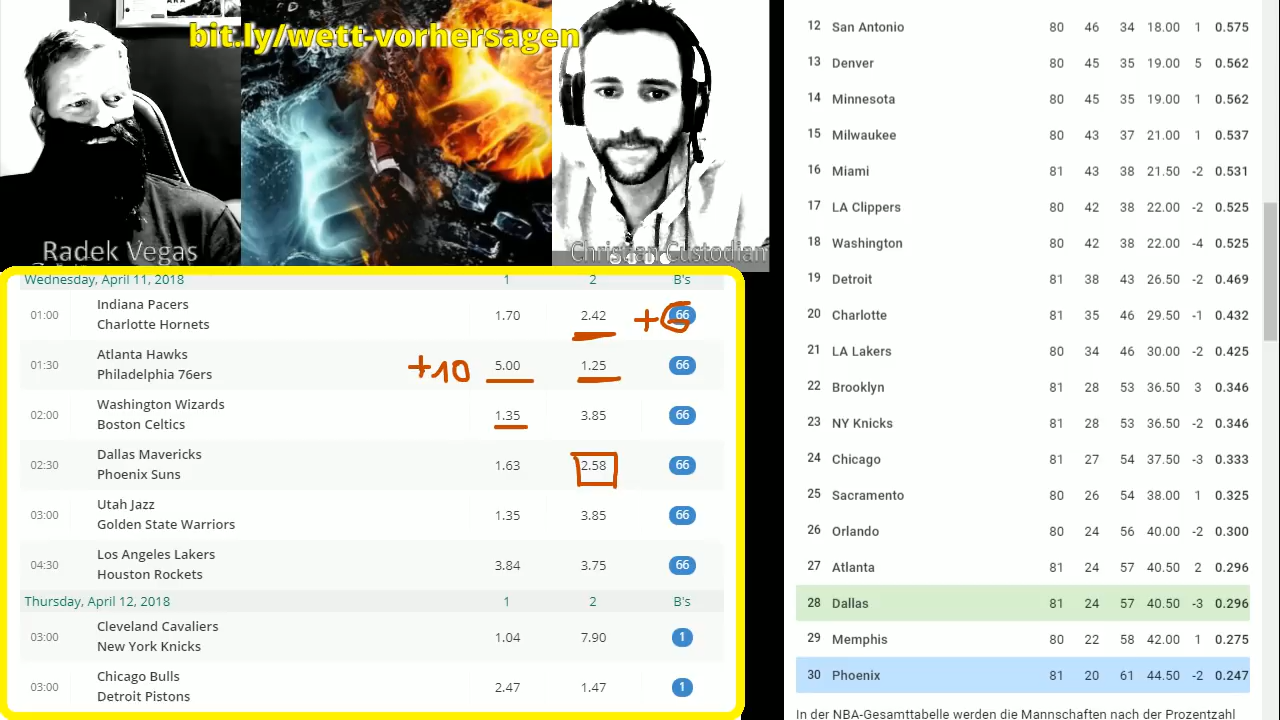 bit.ly/wett-vorhersagen
Radek Vegas
Christian Custodian
Wednesday, April 11, 2018 1 2 B's
01:00 Indiana Pacers
Charlotte Hornets 1.70 2.42 66
+6
01:30 Atlanta Hawks
Philadelphia 76ers 5.00 1.25 66
+10
02:00 Washington Wizards
Boston Celtics 1.35 3.85 66
02:30 Dallas Mavericks
Phoenix Suns 1.63 2.58 66
03:00 Utah Jazz
Golden State Warriors 1.35 3.85 66
04:30 Los Angeles Lakers
Houston Rockets 3.84 3.75 66
Thursday, April 12, 2018 1 2 B's
03:00 Cleveland Cavaliers
New York Knicks 1.04 7.90 1
03:00 Chicago Bulls
Detroit Pistons 2.47 1.47 1
12 San Antonio 80 46 34 18.00 1 0.575
13 Denver 80 45 35 19.00 5 0.562
14 Minnesota 80 45 35 19.00 1 0.562
15 Milwaukee 80 43 37 21.00 1 0.537
16 Miami 81 43 38 21.50 -2 0.531
17 LA Clippers 80 42 38 22.00 -2 0.525
18 Washington 80 42 38 22.00 -4 0.525
19 Detroit 81 38 43 26.50 -2 0.469
20 Charlotte 81 35 46 29.50 -1 0.432
21 LA Lakers 80 34 46 30.00 -2 0.425
22 Brooklyn 81 28 53 36.50 3 0.346
23 NY Knicks 81 28 53 36.50 -2 0.346
24 Chicago 81 27 54 37.50 -3 0.333
25 Sacramento 80 26 54 38.00 1 0.325
26 Orlando 80 24 56 40.00 -2 0.300
27 Atlanta 81 24 57 40.50 2 0.296
28 Dallas 81 24 57 40.50 -3 0.296
29 Memphis 80 22 58 42.00 1 0.275
30 Phoenix 81 20 61 44.50 -2 0.247
In der NBA-Gesamttabelle werden die Mannschaften nach der prozentzahl